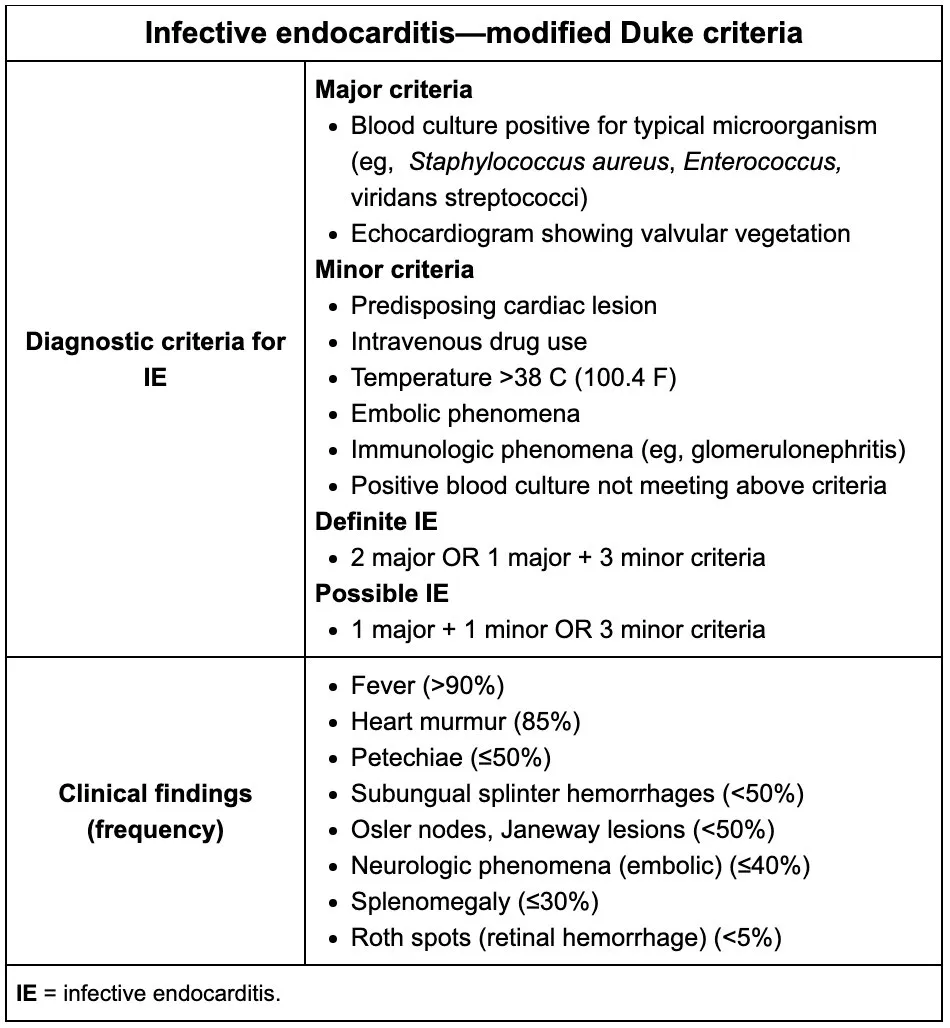 Infective endocarditis—modified Duke criteria
Diagnostic criteria for
IE
Major criteria
• Blood culture positive for typical microorganism
(eg, Staphylococcus aureus, Enterococcus,
viridans streptococci)
• Echocardiogram showing valvular vegetation
Minor criteria
• Predisposing cardiac lesion
• Intravenous drug use
• Temperature >38 C (100.4 F)
• Embolic phenomena
• Immunologic phenomena (eg, glomerulonephritis)
• Positive blood culture not meeting above criteria
Definite IE
• 2 major OR 1 major + 3 minor criteria
Possible IE
• 1 major + 1 minor OR 3 minor criteria
Clinical findings
(frequency)
• Fever (>90%)
• Heart murmur (85%)
• Petechiae (≤50%)
• Subungual splinter hemorrhages (<50%)
• Osler nodes, Janeway lesions (<50%)
• Neurologic phenomena (embolic) (≤40%)
• Splenomegaly (≤30%)
• Roth spots (retinal hemorrhage) (<5%)
IE = infective endocarditis.